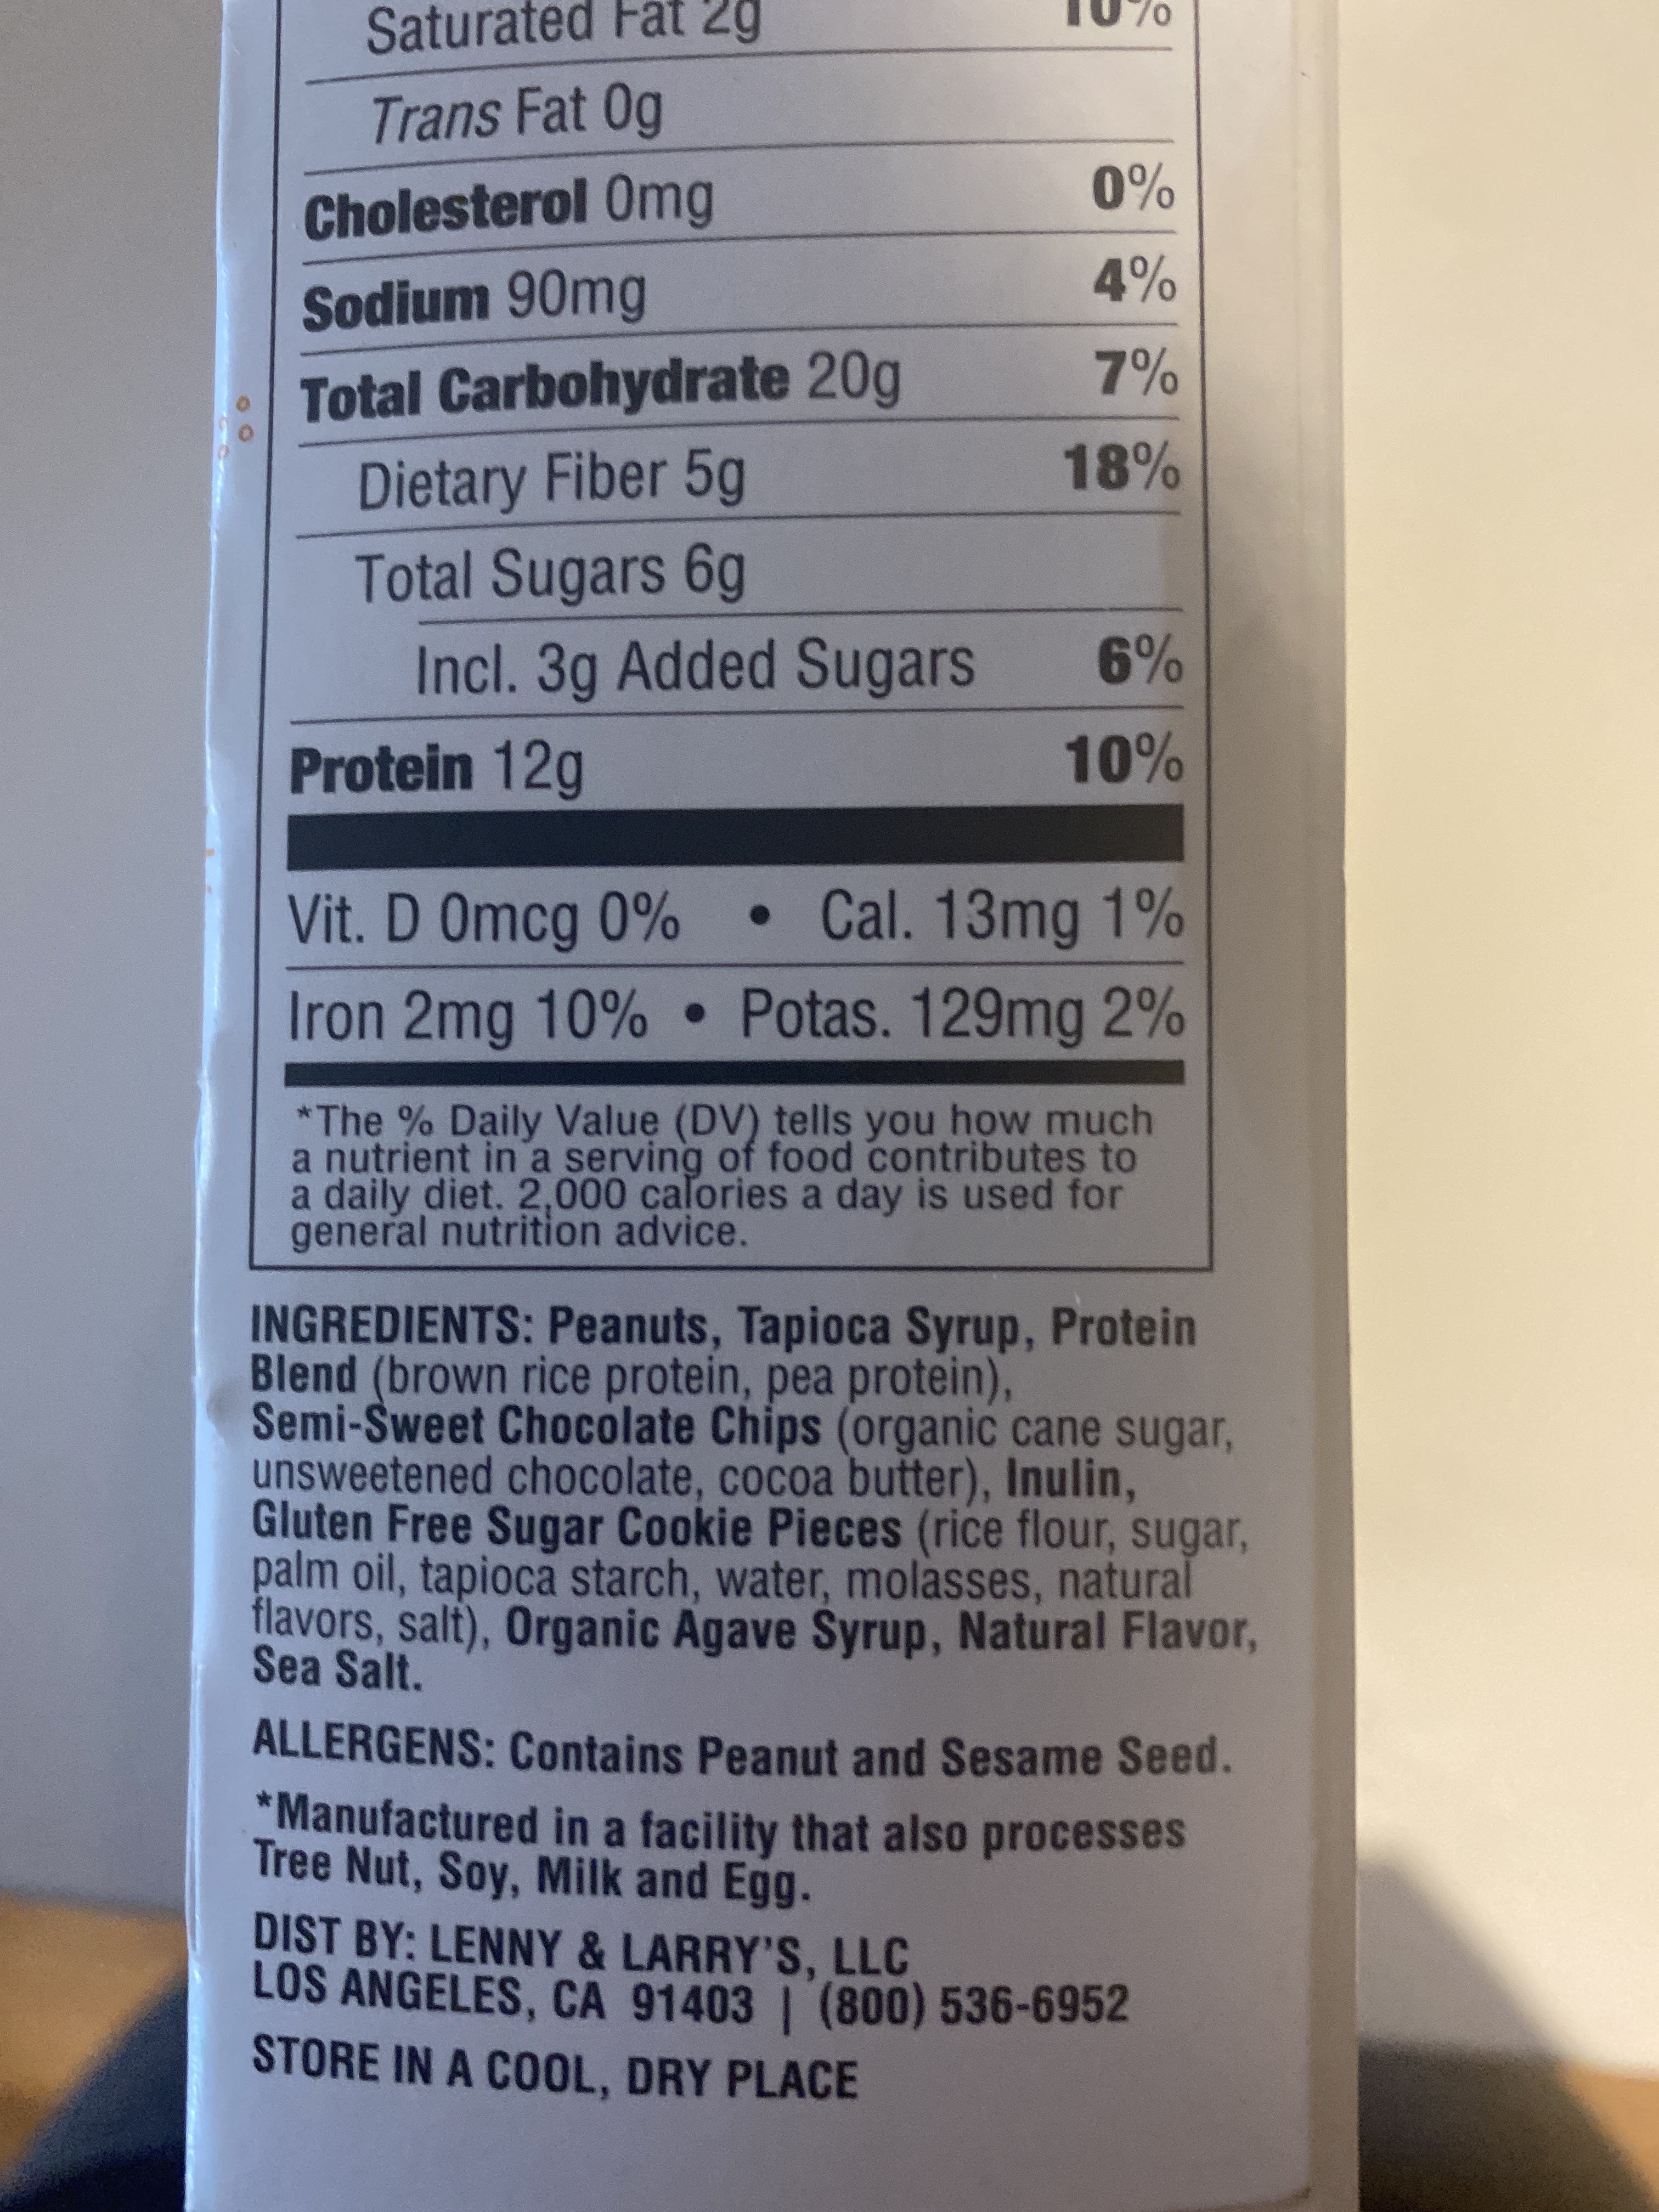 Saturated Fat 2g 10%
Trans Fat 0g
Cholesterol 0mg 0%
Sodium 90mg 4%
Total Carbohydrate 20g 7%
Dietary Fiber 5g 18%
Total Sugars 6g
Incl. 3g Added Sugars 6%
Protein 12g 10%
Vit. D 0mcg 0% • Cal. 13mg 1%
Iron 2mg 10% • Potas. 129mg 2%
*The % Daily Value (DV) tells you how much
a nutrient in a serving of food contributes to
a daily diet. 2,000 calories a day is used for
general nutrition advice.
INGREDIENTS: Peanuts, Tapioca Syrup, Protein
Blend (brown rice protein, pea protein),
Semi-Sweet Chocolate Chips (organic cane sugar,
unsweetened chocolate, cocoa butter), Inulin,
Gluten Free Sugar Cookie Pieces (rice flour, sugar,
palm oil, tapioca starch, water, molasses, natural
flavors, salt), Organic Agave Syrup, Natural Flavor,
Sea Salt.
ALLERGENS: Contains Peanut and Sesame Seed.
*Manufactured in a facility that also processes
Tree Nut, Soy, Milk and Egg.
DIST BY: LENNY & LARRY'S, LLC
LOS ANGELES, CA 91403 | (800) 536-6952
STORE IN A COOL, DRY PLACE